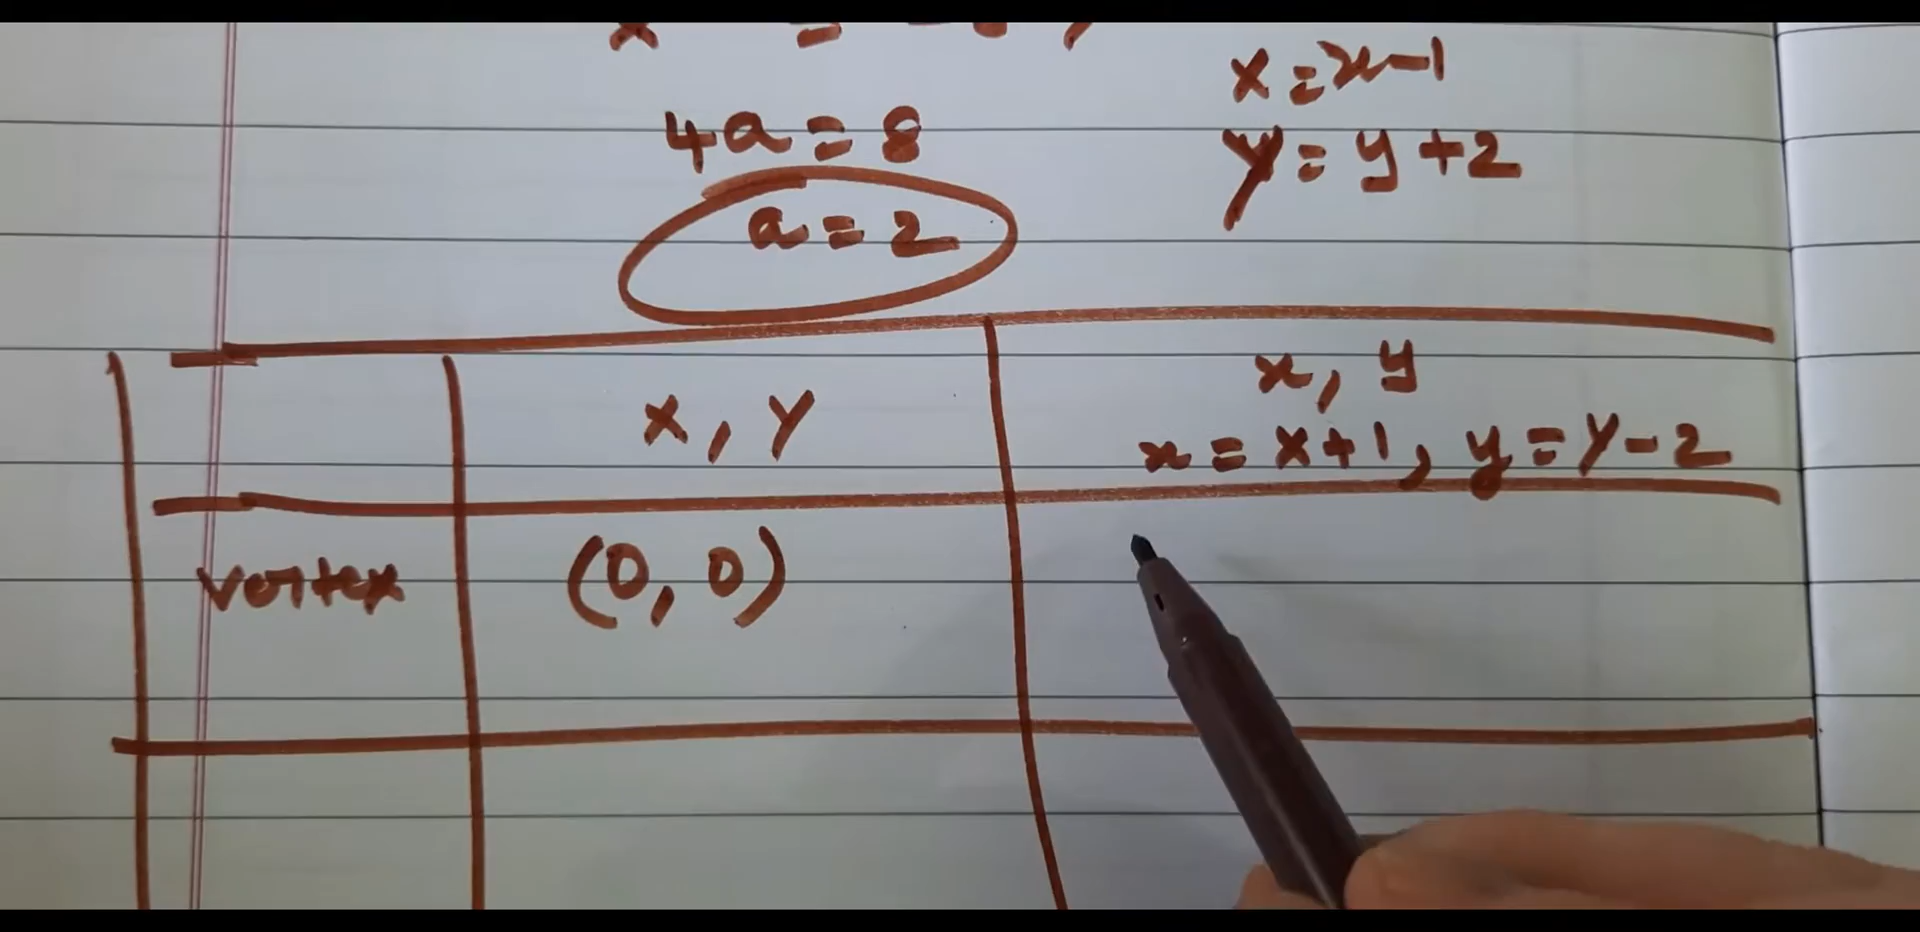 X = x-1
4a = 8
Y = y+2
a = 2
X, Y
x, y
x = X+1, y = Y-2
vertex
(0, 0)